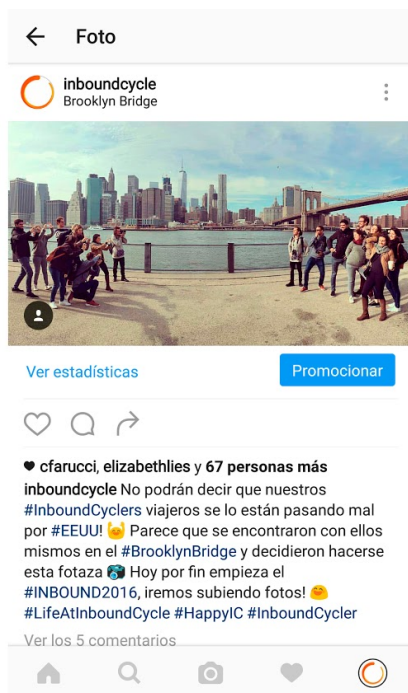 Foto
inboundcycle
Brooklyn Bridge
Ver estadísticas
Promocionar
cfarucci, elizabethlies y 67 personas más
inboundcycle No podrán decir que nuestros
#InboundCyclers viajeros se lo están pasando mal
por #EEUU! 🤘 Parece que se encontraron con ellos
mismos en el #BrooklynBridge y decidieron hacerse
esta fotaza 📷 Hoy por fin empieza el
#INBOUND2016, iremos subiendo fotos! 😊
#LifeAtInboundCycle #HappyIC #InboundCycler
Ver los 5 comentarios